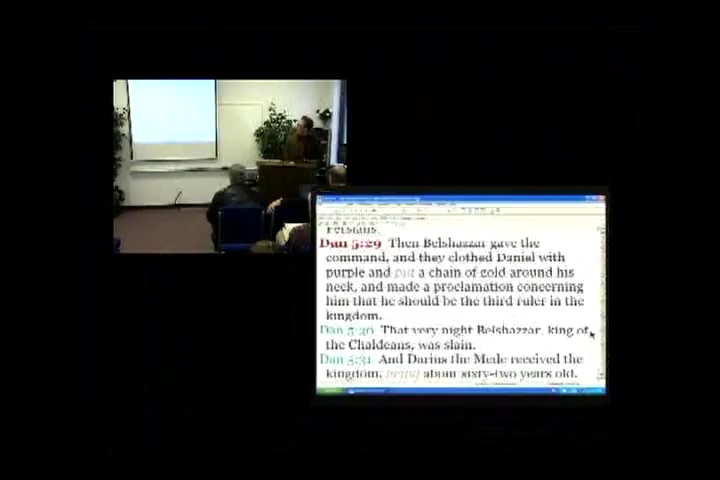 Persians.
Dan 5:29 Then Belshazzar gave the
command, and they clothed Daniel with
purple and put a chain of gold around his
neck, and made a proclamation concerning
him that he should be the third ruler in the
kingdom.
Dan 5:30 That very night Belshazzar, king of
the Chaldeans, was slain.
Dan 5:31 And Darius the Mede received the
kingdom, being about sixty-two years old.